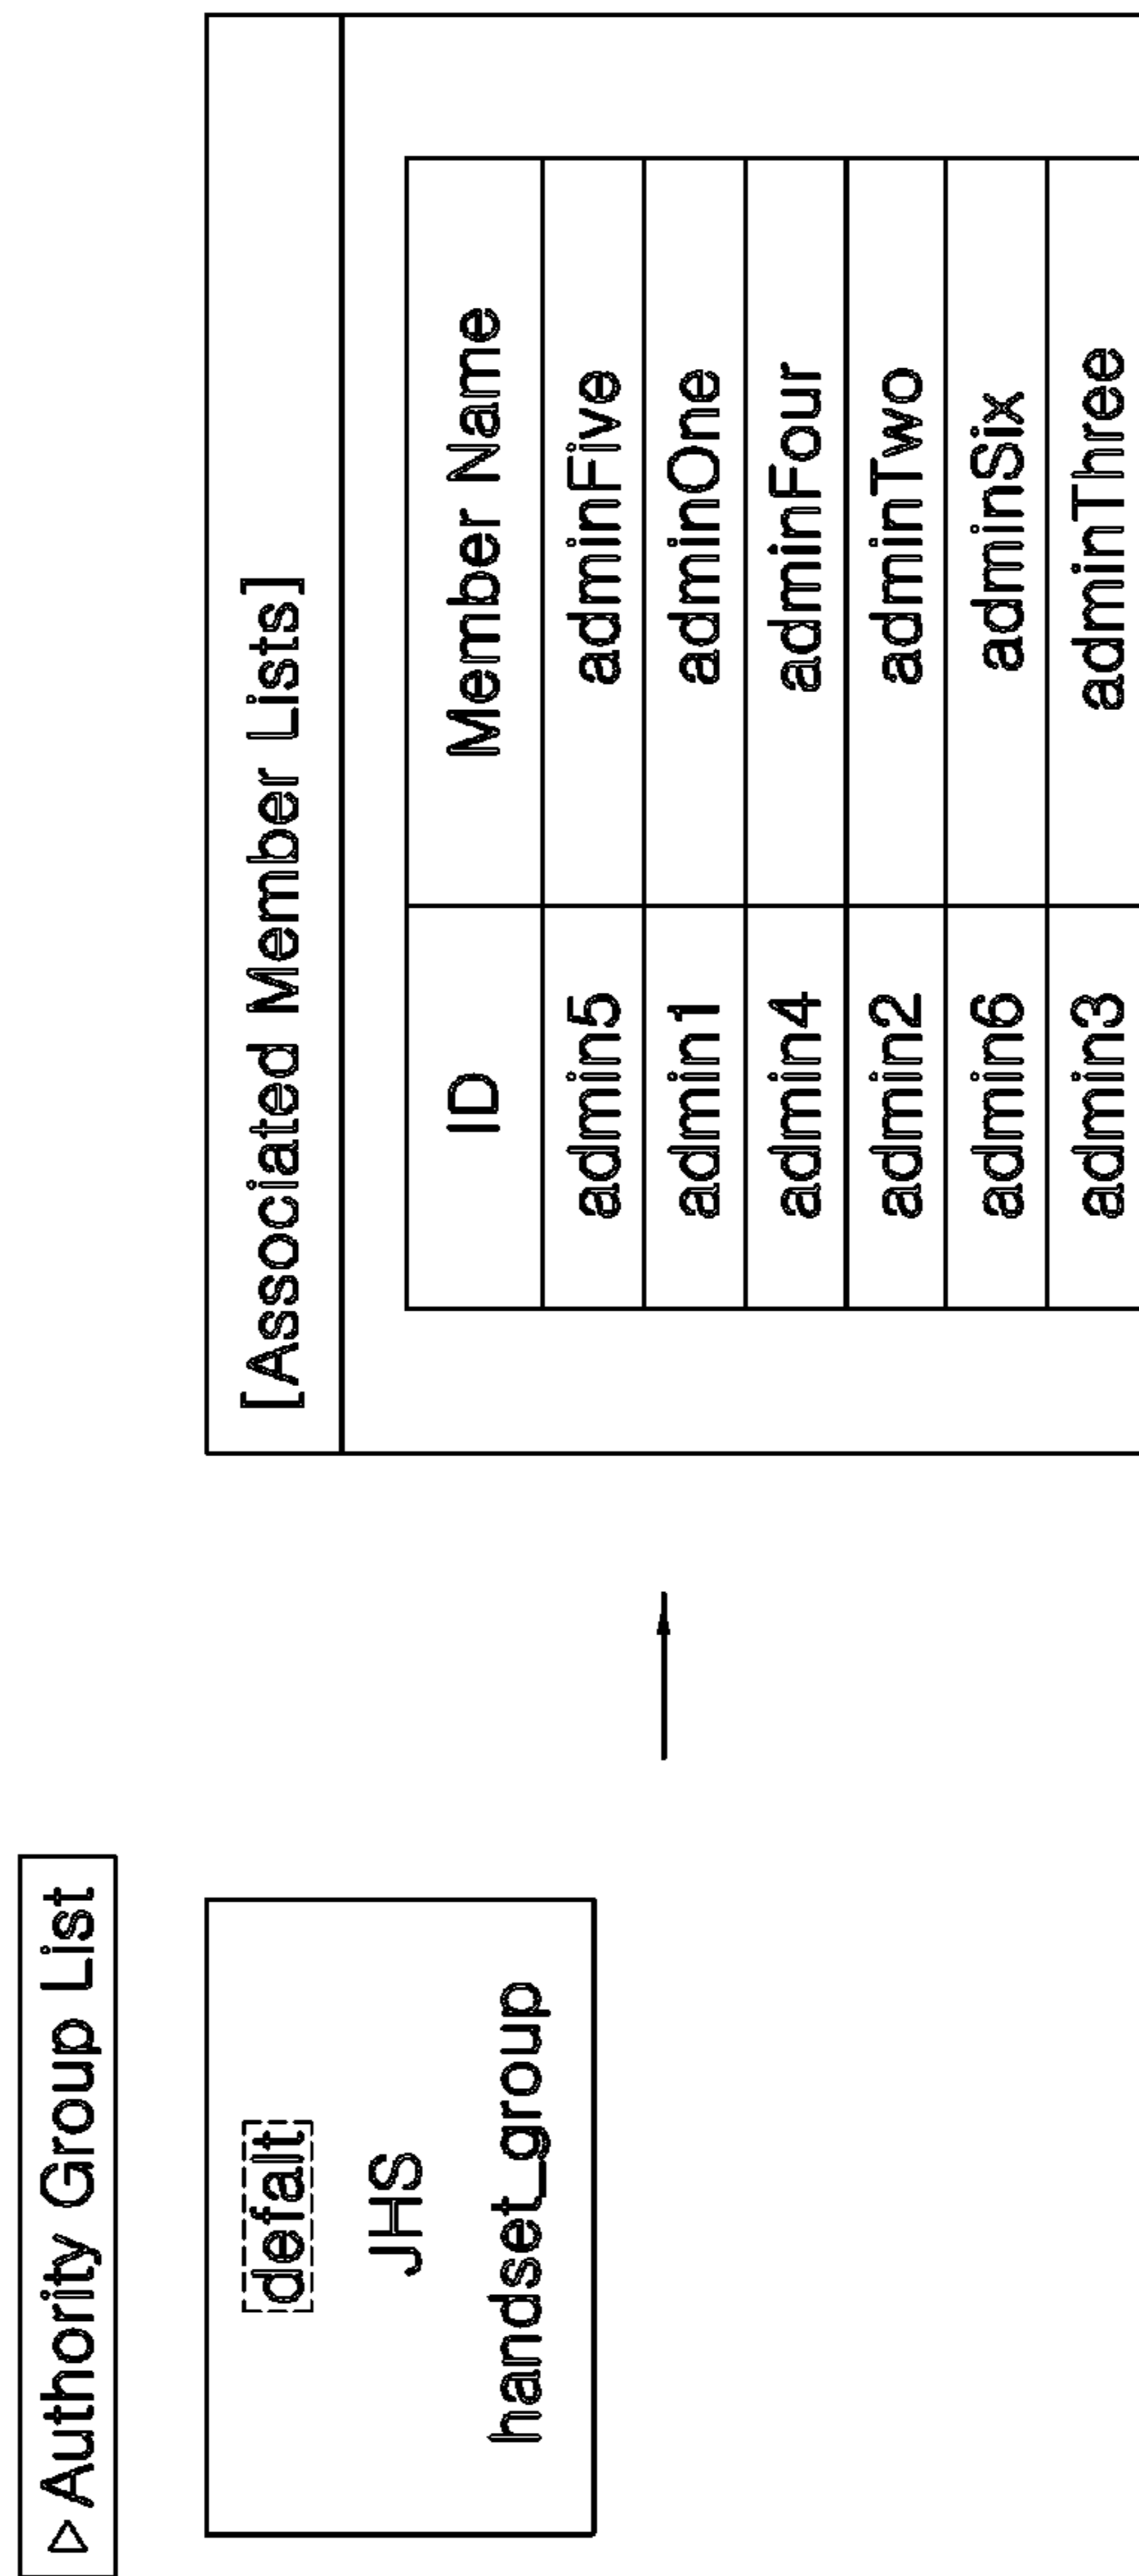 ▷Authority Group List
defalt
JHS
handset_group
[Associated Member Lists]
ID Member Name
admin5 adminFive
admin1 adminOne
admin4 adminFour
admin2 adminTwo
admin6 adminSix
admin3 adminThree